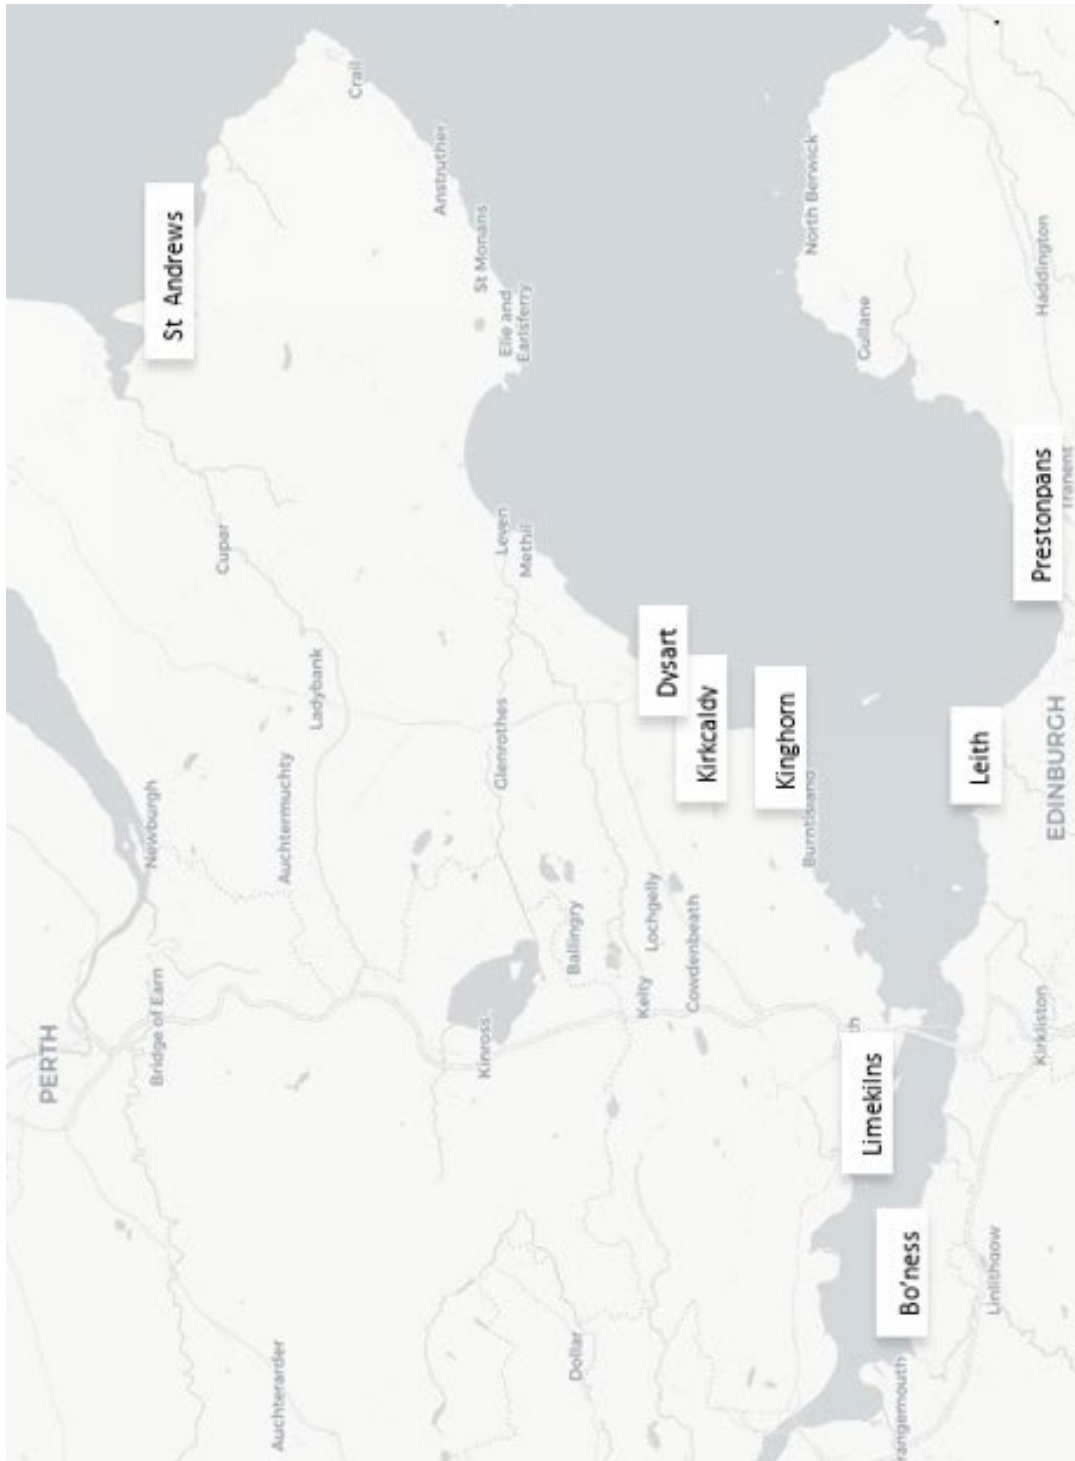 PERTH
Newburgh
Bridge of Earn
St Andrews
Cupar
Auchterarder
Auchtermuchty
Ladybank
Crail
Anstruther
St Monans
Kinross
Glenrothes
Leven
Elie and
Earlsferry
Methil
Ballingry
Dollar
Kelty
Lochgelly
Dysart
Cowdenbeath
Kirkcaldy
Kinghorn
Burntisland
North Berwick
th
Gullane
Limekilns
rangemouth
Bo'ness
Leith
Linlithgow
Kirkliston
Prestonpans
Haddington
EDINBURGH
Tranent